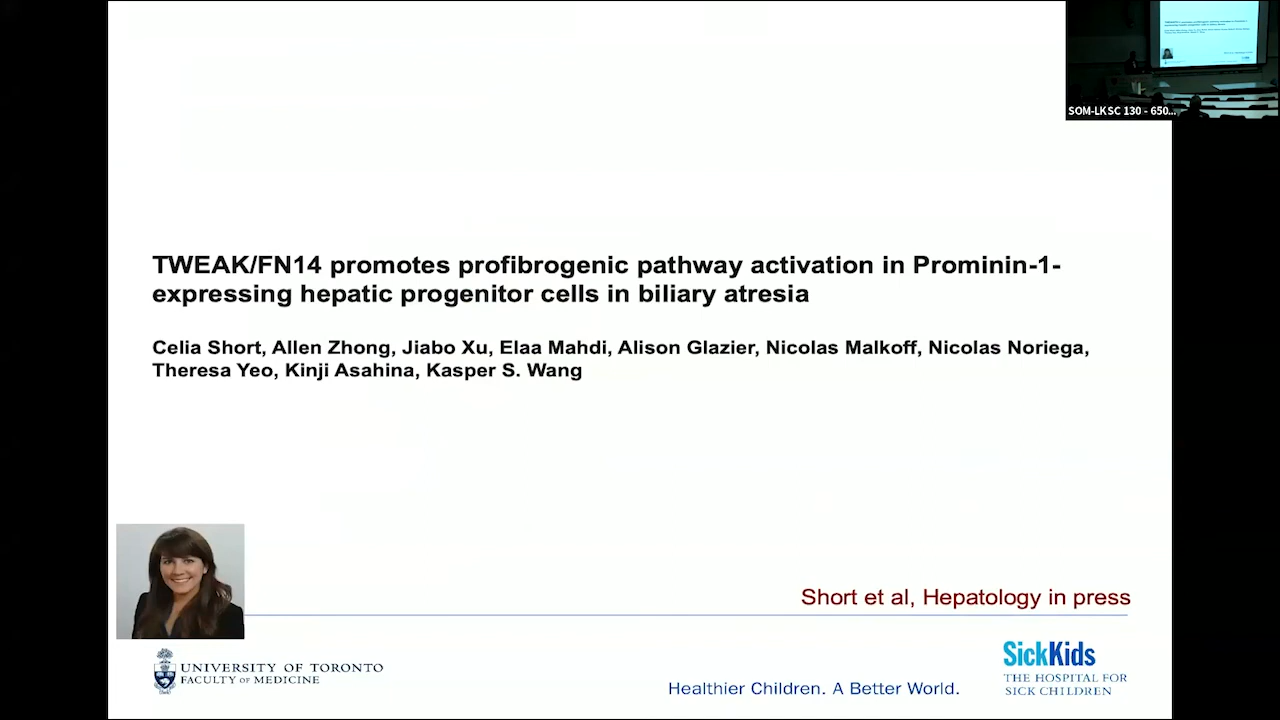 SOM-LKSC 130 - 650...
TWEAK/FN14 promotes profibrogenic pathway activation in Prominin-1-
expressing hepatic progenitor cells in biliary atresia
Celia Short, Allen Zhong, Jiabo Xu, Elaa Mahdi, Alison Glazier, Nicolas Malkoff, Nicolas Noriega,
Theresa Yeo, Kinji Asahina, Kasper S. Wang
Short et al, Hepatology in press
UNIVERSITY OF TORONTO
FACULTY OF MEDICINE
Healthier Children. A Better World.
SickKids
THE HOSPITAL FOR
SICK CHILDREN